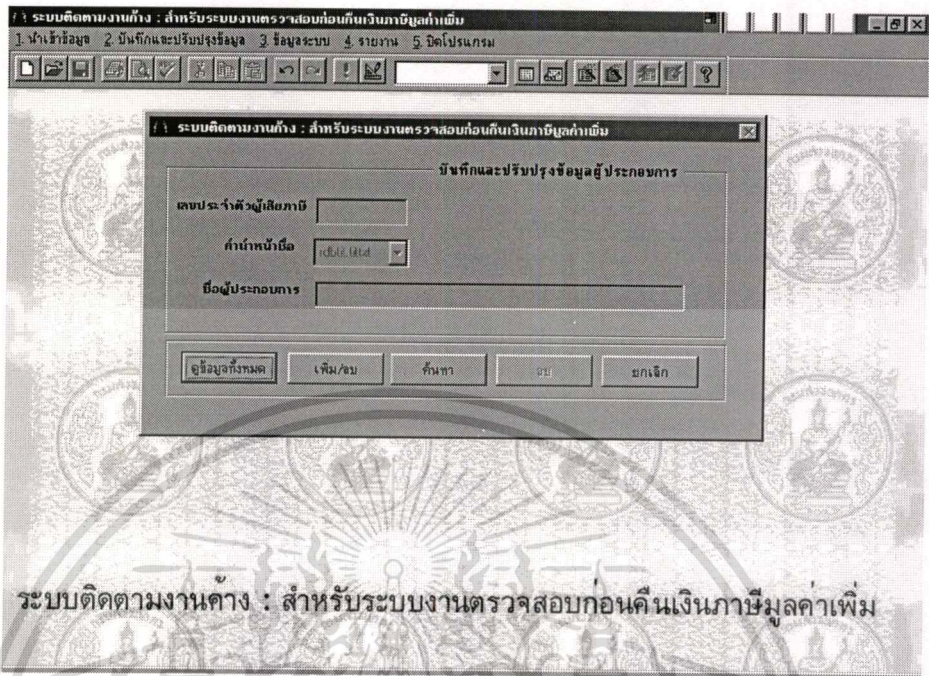 ระบบติดตามงานค้าง : สำหรับระบบงานตรวจสอบก่อนคืนเงินภาษีมูลค่าเพิ่ม
1. นำเข้าข้อมูล 2. บันทึกและปรับปรุงข้อมูล 3. ข้อมูลระบบ 4. รายงาน 5. ปิดโปรแกรม
ระบบติดตามงานค้าง : สำหรับระบบงานตรวจสอบก่อนคืนเงินภาษีมูลค่าเพิ่ม
บันทึกและปรับปรุงข้อมูลผู้ประกอบการ
เลขประจำตัวผู้เสียภาษี
คำนำหน้าชื่อ
ชื่อผู้ประกอบการ
ดูข้อมูลทั้งหมด เพิ่ม/ลบ ค้นหา ลบ ยกเลิก
ระบบติดตามงานค้าง : สำหรับระบบงานตรวจสอบก่อนคืนเงินภาษีมูลค่าเพิ่ม